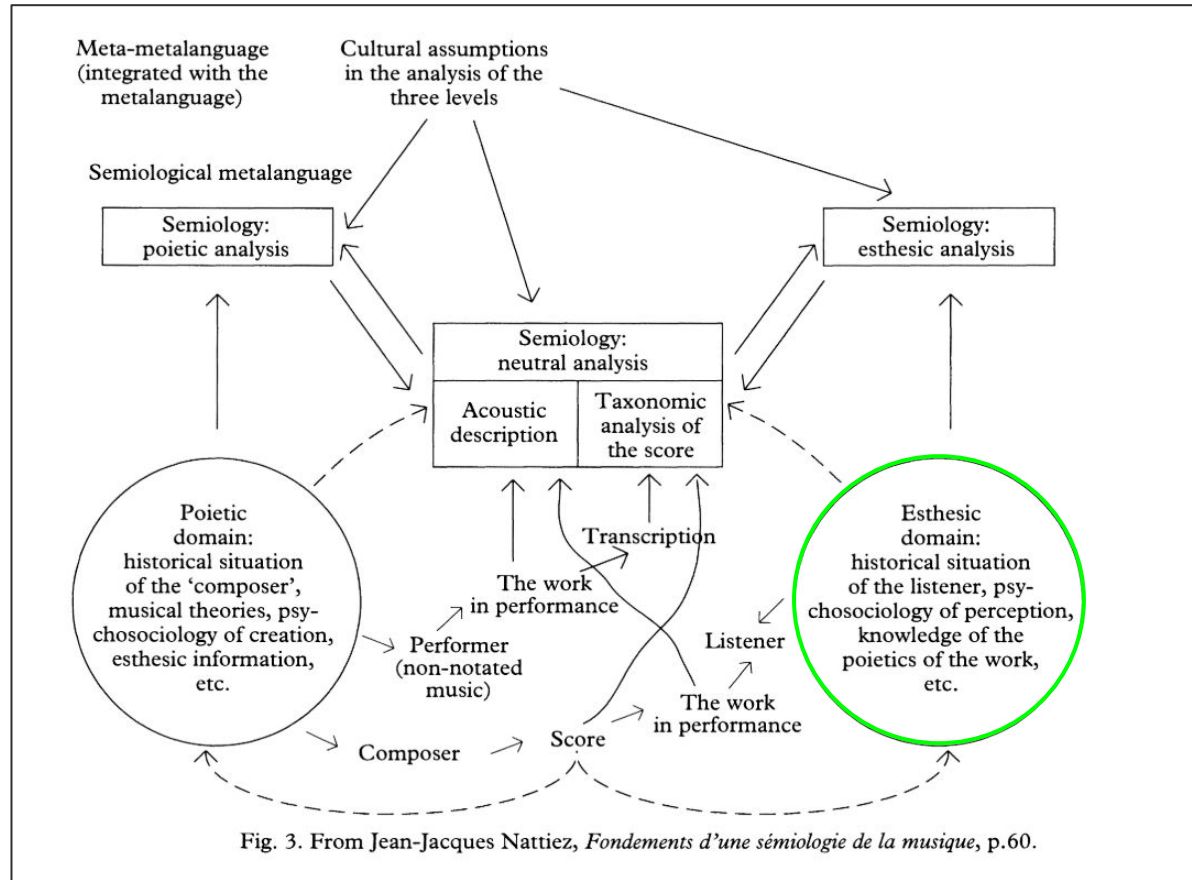 Meta-metalanguage
(integrated with the
metalanguage)
Cultural assumptions
in the analysis of the
three levels
Semiological metalanguage
Semiology:
poietic analysis
Semiology:
esthesic analysis
Semiology:
neutral analysis
Acoustic
description
Taxonomic
analysis of
the score
Poietic
domain:
historical situation
of the ‘composer’,
musical theories, psy-
chosociology of creation,
esthesic information,
etc.
Transcription
The work
in performance
Performer
(non-notated
music)
Composer
Score
The work
in performance
Listener
Esthesic
domain:
historical situation
of the listener, psy-
chosociology of perception,
knowledge of the
poietics of the work,
etc.
Fig. 3. From Jean-Jacques Nattiez, Fondements d’une sémiologie de la musique, p.60.